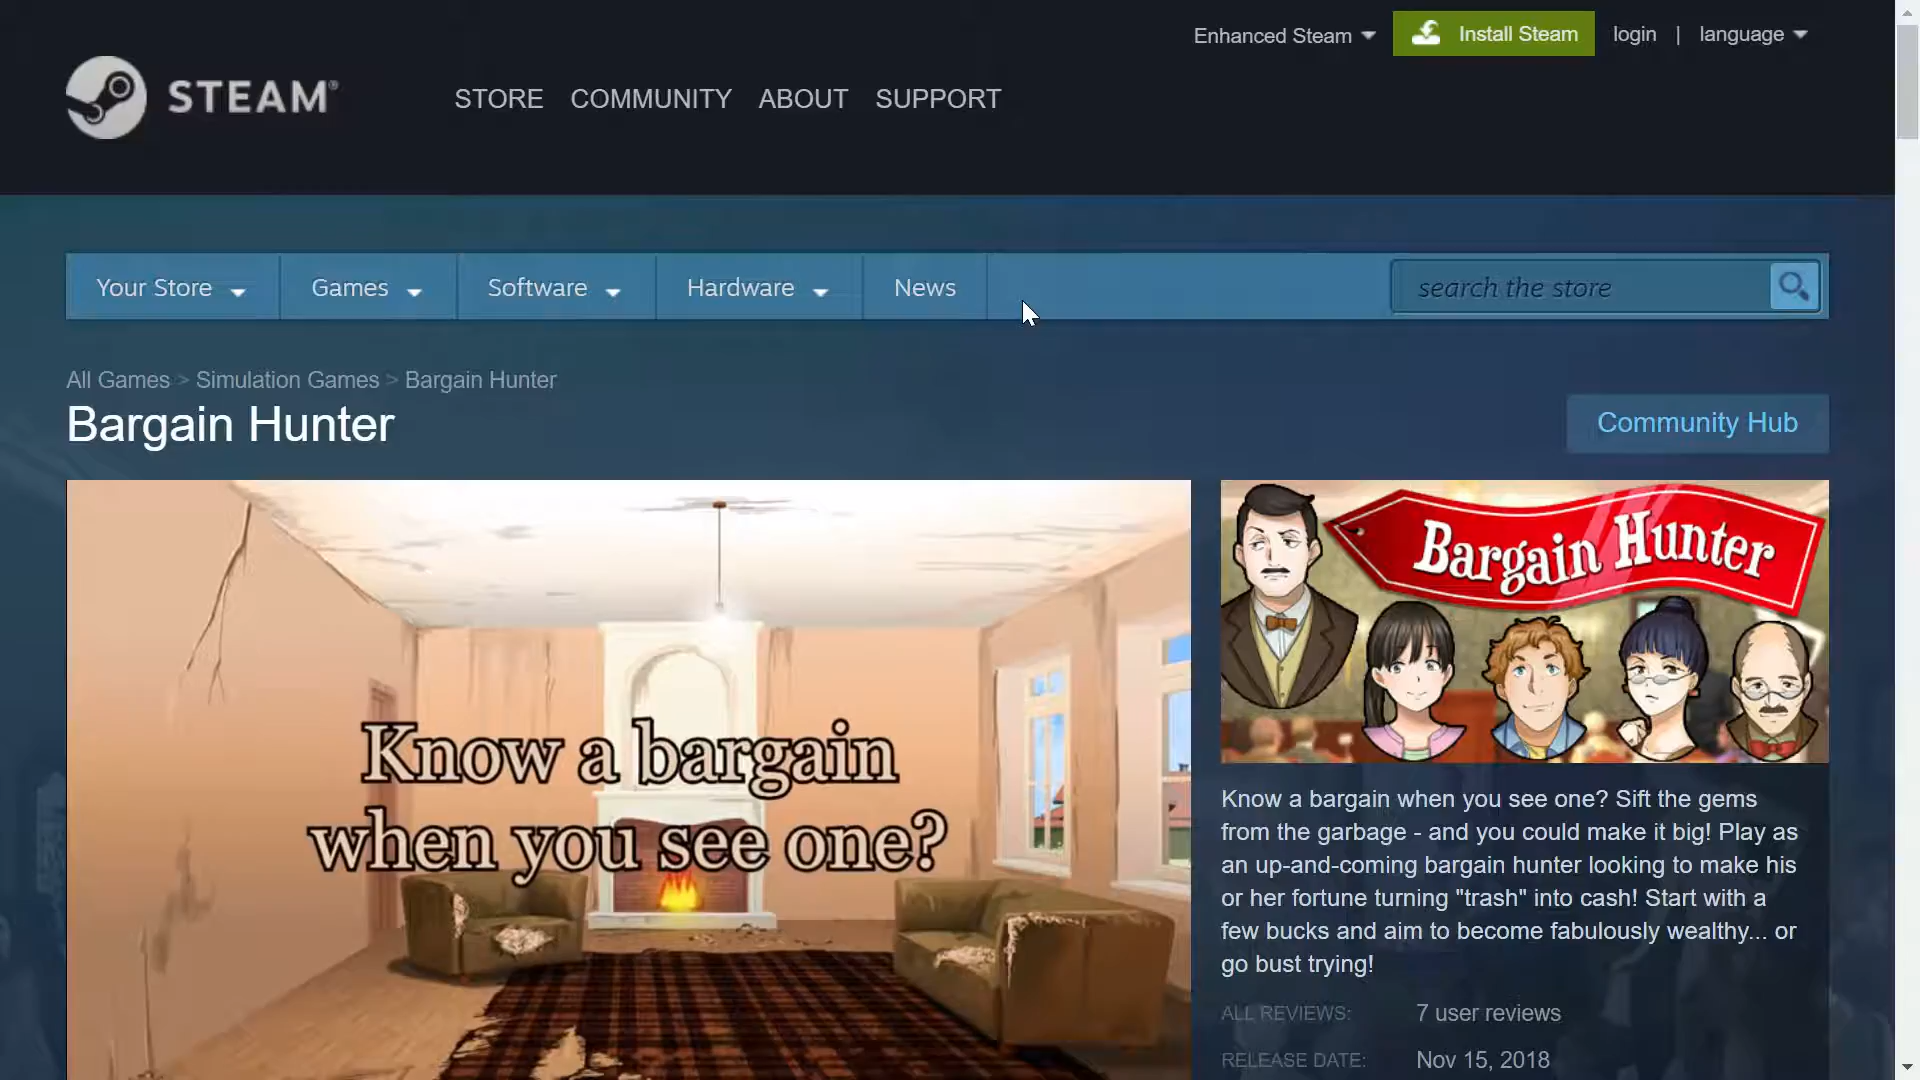 Enhanced Steam
Install Steam
login | language
STEAM®
STORE COMMUNITY ABOUT SUPPORT
Your Store
Games
Software
Hardware
News
search the store
All Games > Simulation Games > Bargain Hunter
Bargain Hunter
Community Hub
Know a bargain
when you see one?
Bargain Hunter
Know a bargain when you see one? Sift the gems
from the garbage - and you could make it big! Play as
an up-and-coming bargain hunter looking to make his
or her fortune turning "trash" into cash! Start with a
few bucks and aim to become fabulously wealthy... or
go bust trying!
ALL REVIEWS: 7 user reviews
RELEASE DATE: Nov 15, 2018